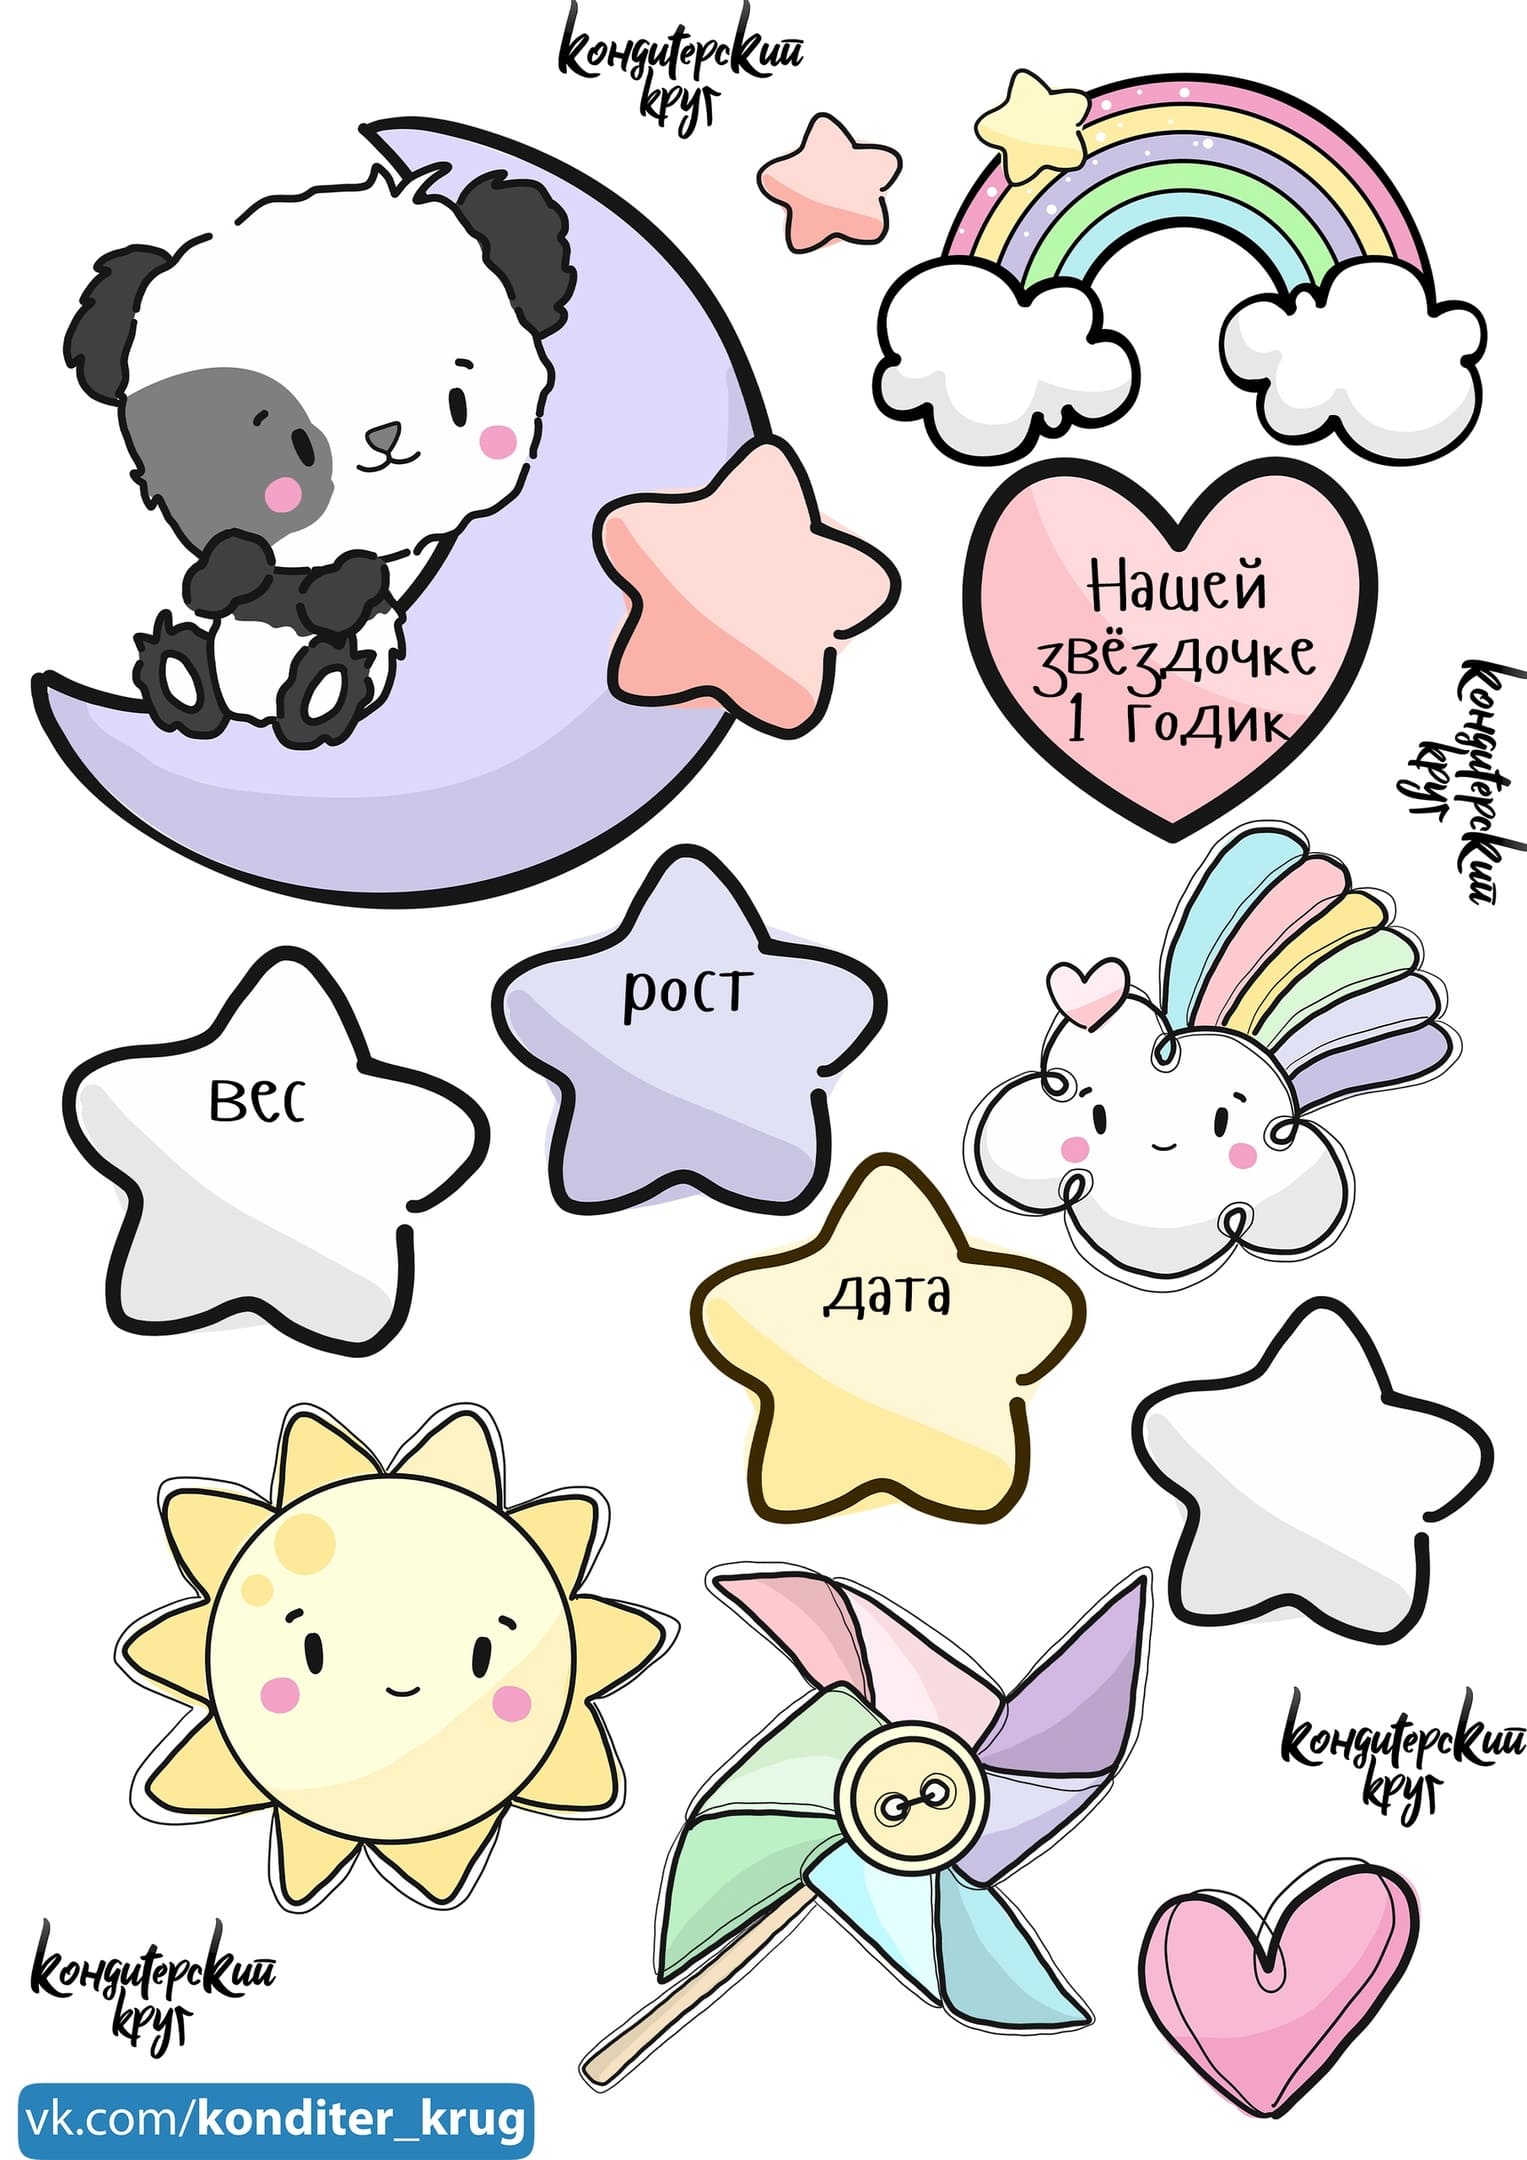 кондитерский
круг
Нашей
звёздочке
1 годик
кондитерский
круг
рост
вес
дата
кондитерский
круг
кондитерский
круг
vk.com/konditer_krug